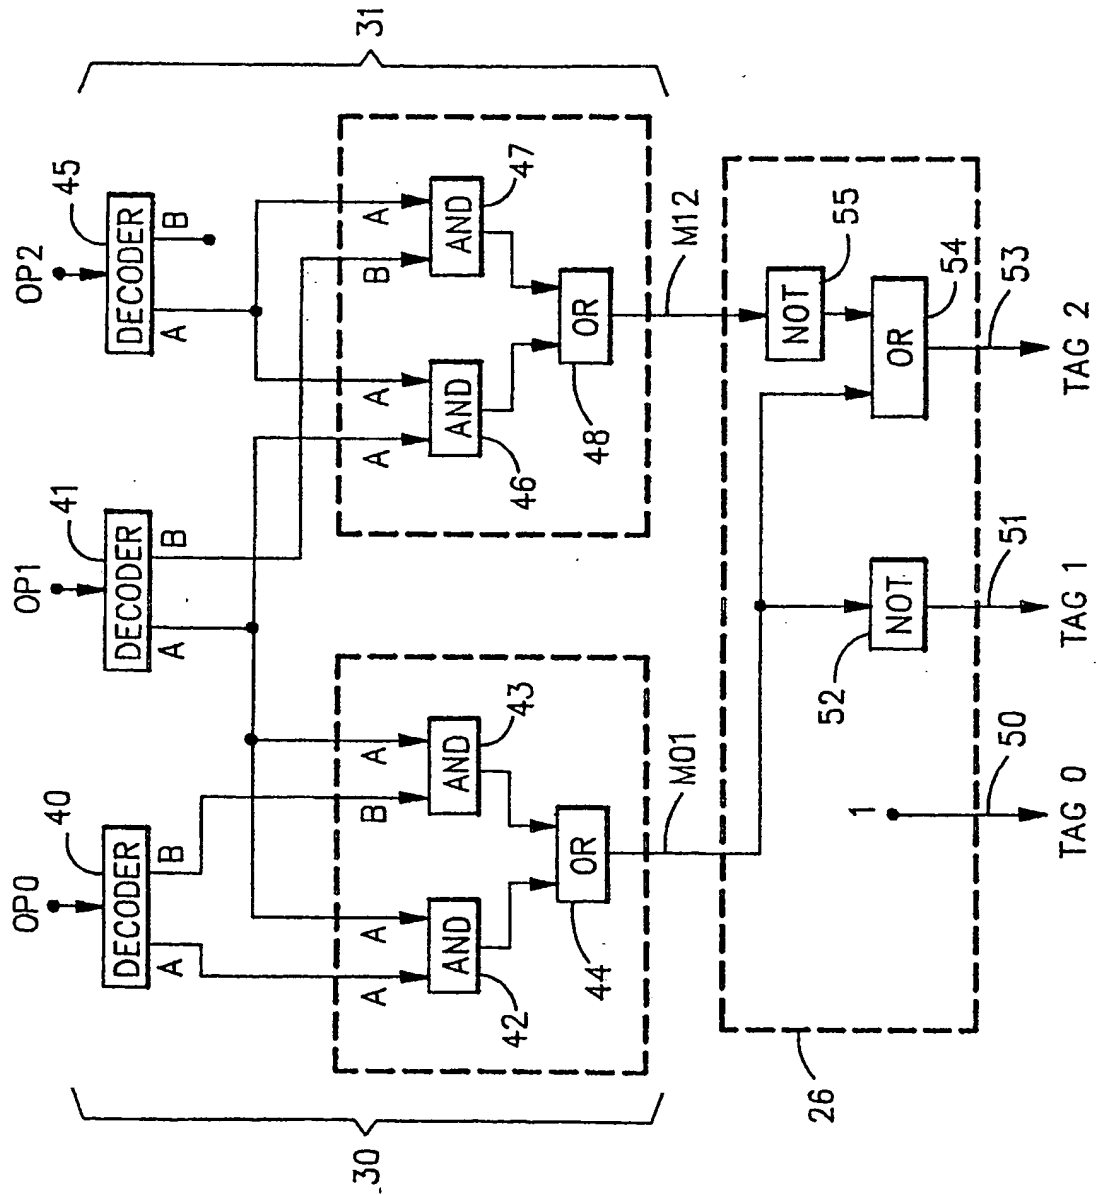 OP0
OP1
OP2
40
41
45
DECODER
DECODER
DECODER
A
B
A
B
A
B
30
31
A
A
B
A
A
A
B
A
AND
AND
AND
AND
42
43
46
47
OR
OR
44
48
M01
M12
1
NOT
NOT
55
52
OR
54
26
50
51
53
TAG 0
TAG 1
TAG 2